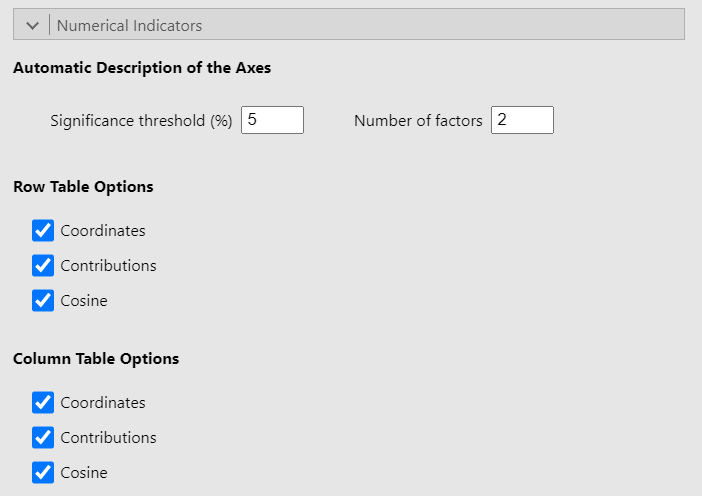 Numerical Indicators
Automatic Description of the Axes
Significance threshold (%) 5 Number of factors 2
Row Table Options
Coordinates
Contributions
Cosine
Column Table Options
Coordinates
Contributions
Cosine